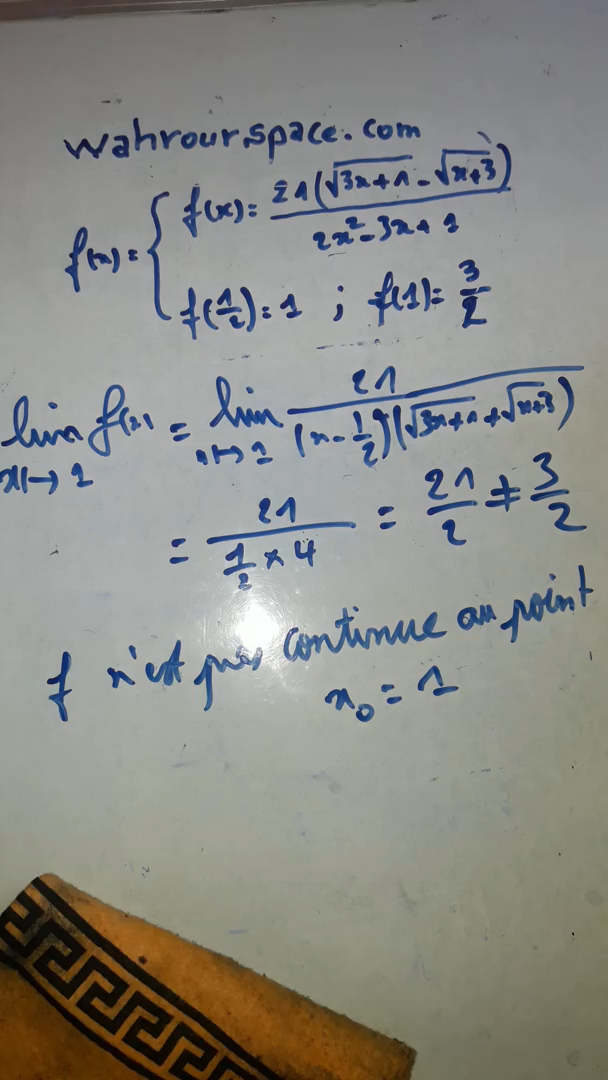 wahrourspace.com
f(x) = { f(x) = 21(√(3x+1) - √(x+3)) / (2x² - 3x + 1)
f(1/2) = 1 ; f(1) = 3/2
lim x↦1 f(x) = lim x↦1 21 / ((x - 1/2)(√(3x+1) + √(x+3)))
= 21 / (1/2 × 4) = 21/2 ≠ 3/2
f n'est pas continue au point
x₀ = 1